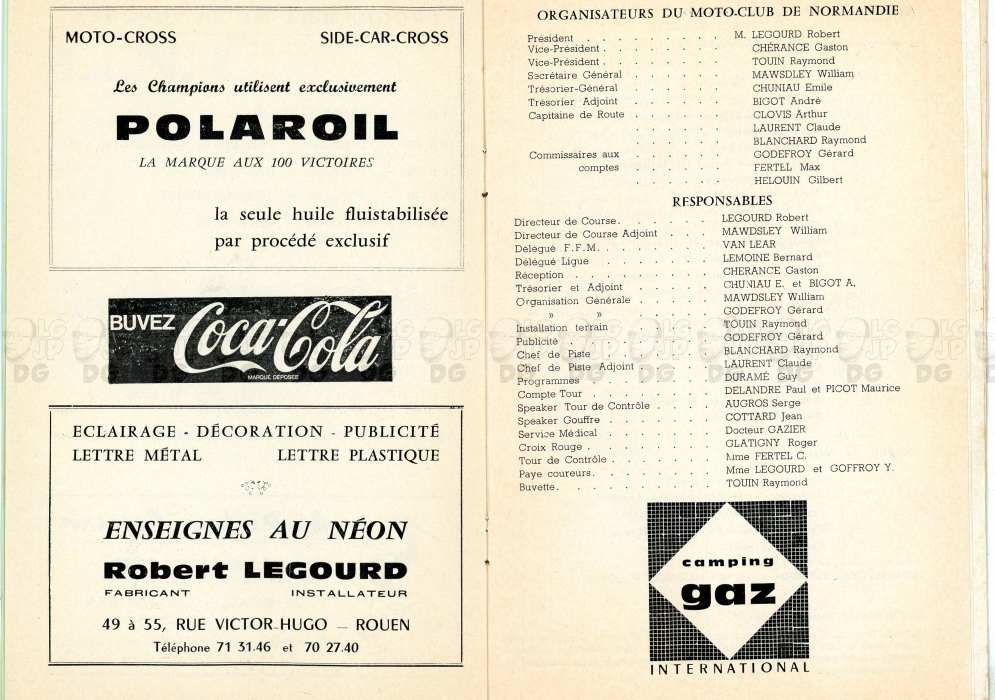 MOTO-CROSS SIDE-CAR-CROSS
Les Champions utilisent exclusivement
POLAROIL
LA MARQUE AUX 100 VICTOIRES
la seule huile fluistabilisée
par procédé exclusif
BUVEZ Coca-Cola
MARQUE DÉPOSÉE
ECLAIRAGE - DÉCORATION - PUBLICITÉ
LETTRE MÉTAL LETTRE PLASTIQUE
ENSEIGNES AU NÉON
Robert LEGOURD
FABRICANT INSTALLATEUR
49 à 55, RUE VICTOR-HUGO — ROUEN
Téléphone 71 31.46 et 70 27.40
ORGANISATEURS DU MOTO-CLUB DE NORMANDIE
Président . . . . . . . . . M. LEGOURD Robert
Vice-Président . . . . . . . . CHÉRANCE Gaston
Vice-Président . . . . . . . . TOUIN Raymond
Secrétaire Général . . . . . . MAWSDLEY William
Trésorier-Général . . . . . . CHUNIAU Emile
Trésorier Adjoint . . . . . . BIGOT André
Capitaine de Route . . . . . . CLOVIS Arthur
. . . . . . LAURENT Claude
. . . . . . BLANCHARD Raymond
Commissaires aux . . . . . . GODEFROY Gérard
comptes . . . . . . FERTEL Max
. . . . . . HELOUIN Gilbert
RESPONSABLES
Directeur de Course . . . . . . LEGOURD Robert
Directeur de Course Adjoint . . . MAWDSLEY William
Délégué F.F.M. . . . . . . . VAN LEAR
Délégué Ligue . . . . . . . LEMOINE Bernard
Réception . . . . . . . . . CHERANCE Gaston
Trésorier et Adjoint . . . . . CHUNIAU E. et BIGOT A.
Organisation Générale . . . . . MAWDSLEY William
» » . . . . . GODEFROY Gérard
Installation terrain . . . . . . TOUIN Raymond
Publicité . . . . . . . . . GODEFROY Gérard
Chef de Piste . . . . . . . BLANCHARD Raymond
Chef de Piste Adjoint . . . . . LAURENT Claude
Programmes . . . . . . . . DURAMÉ Guy
Compte Tour . . . . . . . . DELANDRE Paul et PICOT Maurice
Speaker Tour de Contrôle . . . . AUGROS Serge
Speaker Gouffre . . . . . . . COTTARD Jean
Service Médical . . . . . . . Docteur GAZIER
Croix Rouge . . . . . . . . GLATIGNY Roger
Tour de Contrôle . . . . . . Mme FERTEL C.
Paye coureurs . . . . . . . Mme LEGOURD et GOFFROY Y.
Buvette . . . . . . . . . TOUIN Raymond
camping
gaz
INTERNATIONAL